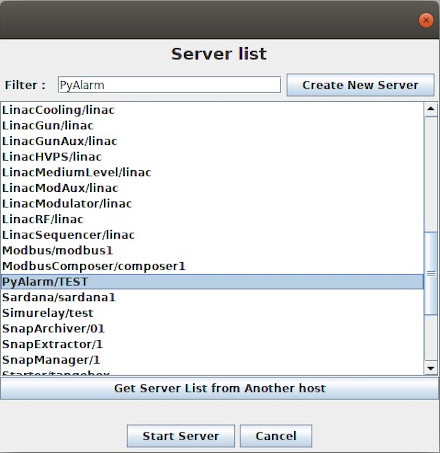 Server list
Filter : PyAlarm Create New Server
LinacCooling/linac
LinacGun/linac
LinacGunAux/linac
LinacHVPS/linac
LinacMediumLevel/linac
LinacModAux/linac
LinacModulator/linac
LinacRF/linac
LinacSequencer/linac
Modbus/modbus1
ModbusComposer/composer1
PyAlarm/TEST
Sardana/sardana1
Simurelay/test
SnapArchiver/01
SnapExtractor/1
SnapManager/1
Starter/tangobox
Get Server List from Another host
Start Server Cancel